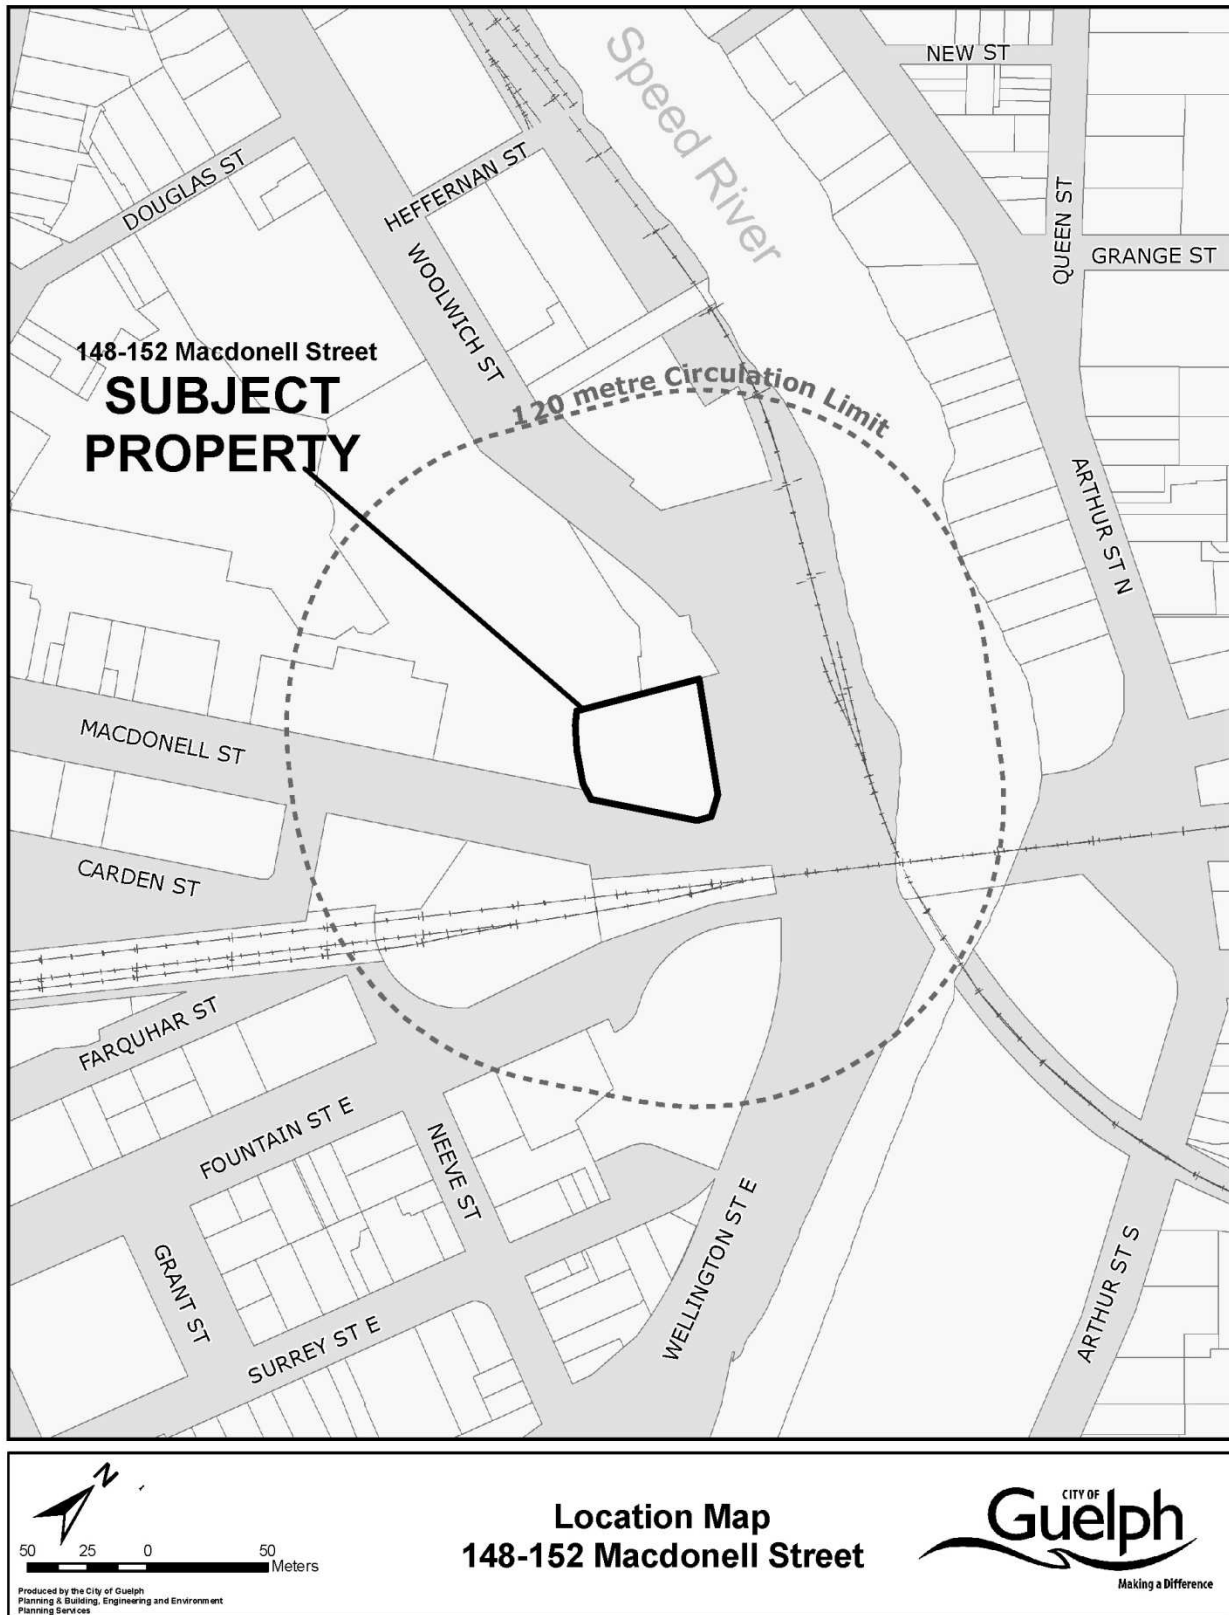 NEW ST
Speed River
DOUGLAS ST
HEFFERNAN ST
QUEEN ST
GRANGE ST
WOOLWICH ST
148-152 Macdonell Street
SUBJECT
PROPERTY
120 metre Circulation Limit
ARTHUR ST N
MACDONELL ST
CARDEN ST
FARQUHAR ST
FOUNTAIN ST E
NEEVE ST
GRANT ST
SURREY ST E
WELLINGTON ST E
ARTHUR ST S
N
50 25 0 50
Meters
Produced by the City of Guelph
Planning & Building, Engineering and Environment
Planning Services
Location Map
148-152 Macdonell Street
CITY OF
Guelph
Making a Difference